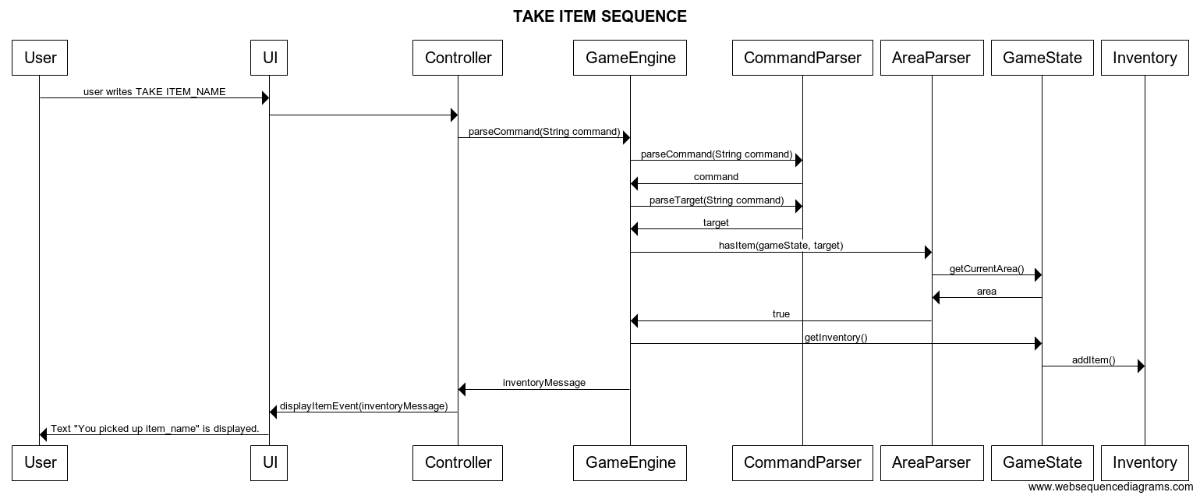 TAKE ITEM SEQUENCE
User UI Controller GameEngine CommandParser AreaParser GameState Inventory
user writes TAKE ITEM_NAME
parseCommand(String command)
parseCommand(String command)
command
parseTarget(String command)
target
hasItem(gameState, target)
getCurrentArea()
area
true
getInventory()
addItem()
inventoryMessage
displayItemEvent(inventoryMessage)
Text "You picked up item_name" is displayed.
User UI Controller GameEngine CommandParser AreaParser GameState Inventory
www.websequencediagrams.com